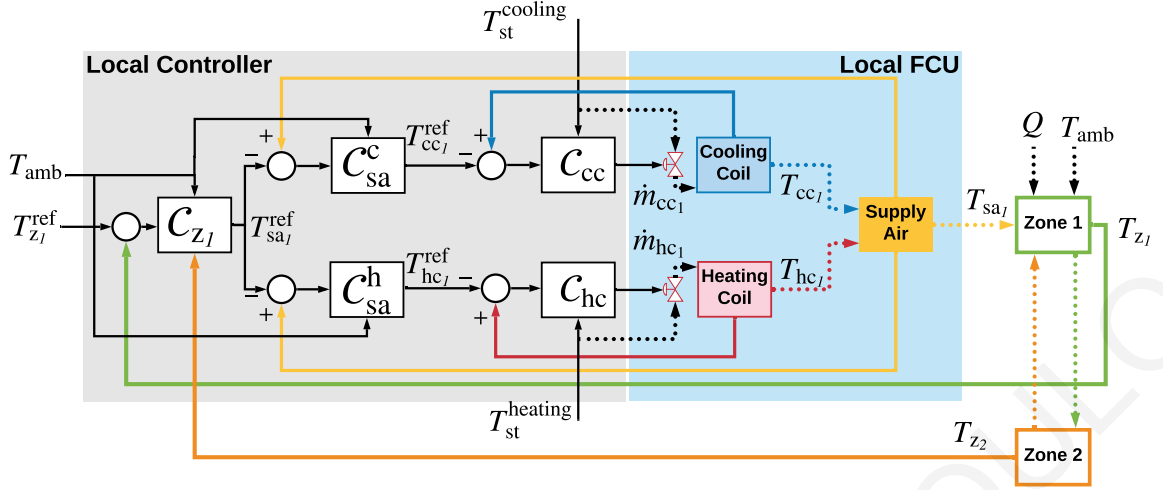 T_st^cooling
Local Controller
Local FCU
+
T_cc1^ref
+
Q
T_amb
T_amb
−
C_sa^c
−
C_cc
Cooling
Coil
ṁ_cc1
T_cc1
T_z1^ref
C_z1
T_sa1^ref
Supply
Air
T_sa1
Zone 1
T_z1
ṁ_hc1
T_hc1^ref
−
−
C_sa^h
C_hc
Heating
Coil
T_hc1
+
+
T_st^heating
T_z2
Zone 2
OULO